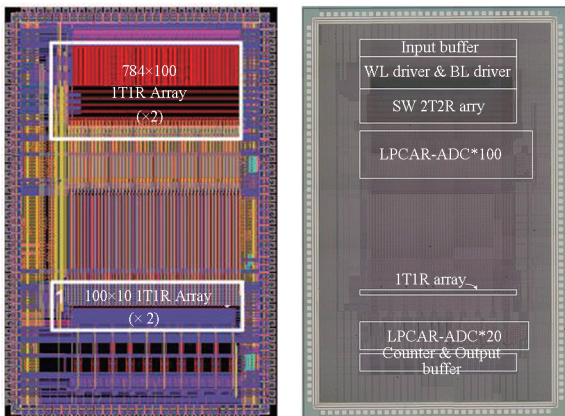 784×100
1T1R Array
(×2)
1
100×10 1T1R Array
(× 2)
Input buffer
WL driver & BL driver
SW 2T2R arry
LPCAR-ADC*100
1T1R array
LPCAR-ADC*20
Counter & Output
buffer